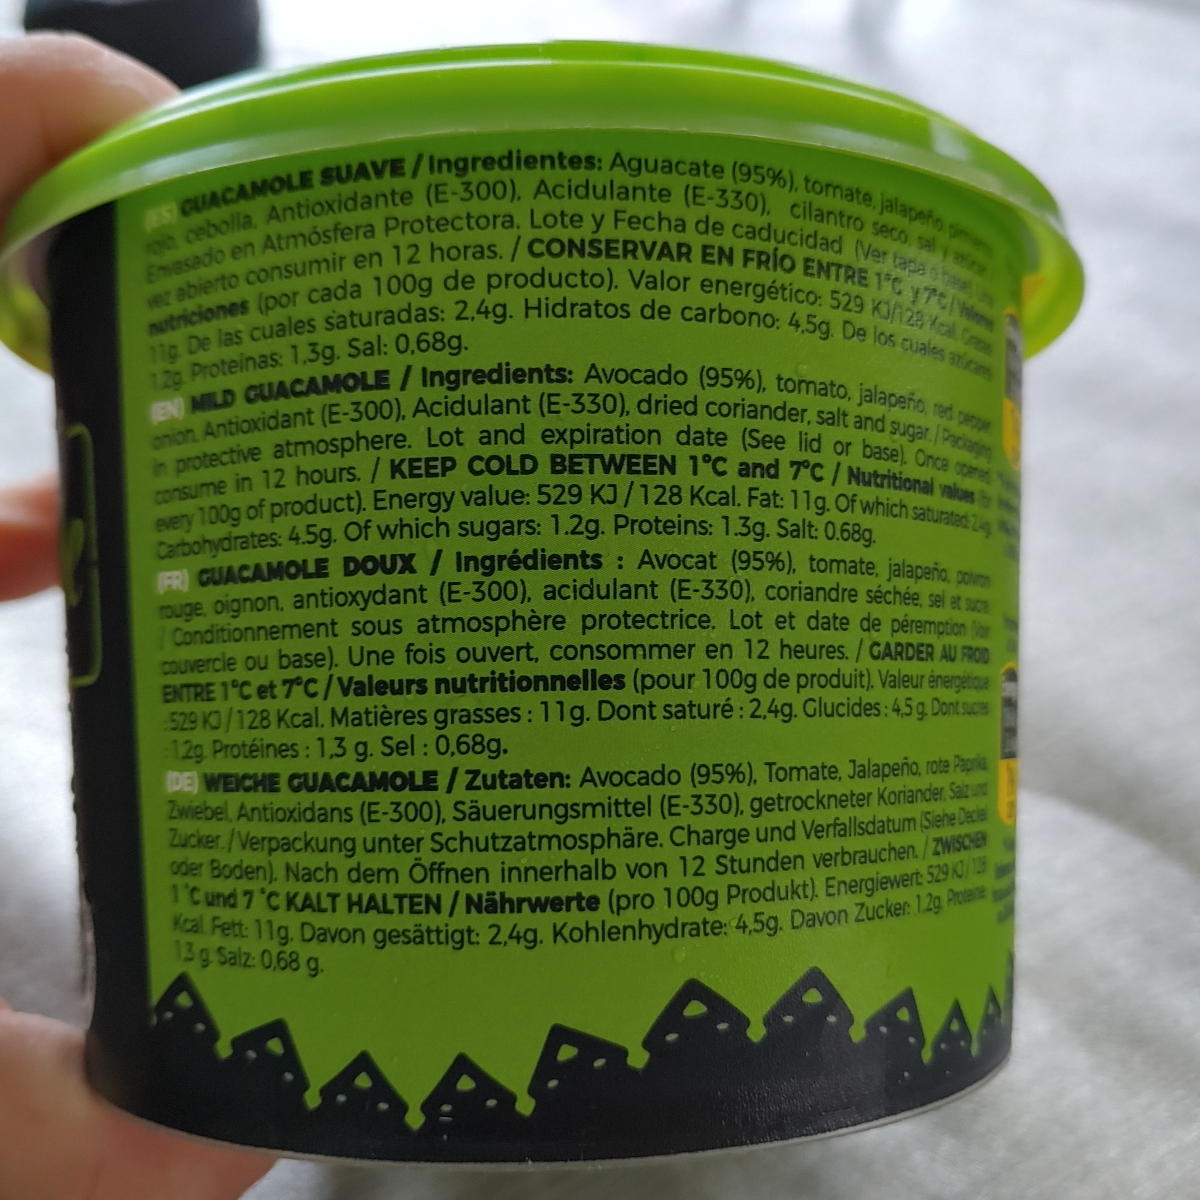 (ES) GUACAMOLE SUAVE / Ingredientes: Aguacate (95%), tomate, jalapeño, pimiento
rojo, cebolla, Antioxidante (E-300), Acidulante (E-330), cilantro seco, sal y azúcar.
Envasado en Atmósfera Protectora. Lote y Fecha de caducidad (Ver tapa o base). Una
vez abierto consumir en 12 horas. / CONSERVAR EN FRÍO ENTRE 1°C y 7°C / Valores
nutriciones (por cada 100g de producto). Valor energético: 529 KJ/128 Kcal. Grasas
11g. De las cuales saturadas: 2,4g. Hidratos de carbono: 4,5g. De los cuales azúcares
1.2g. Proteinas: 1,3g. Sal: 0,68g.
(EN) MILD GUACAMOLE / Ingredients: Avocado (95%), tomato, jalapeño, red pepper,
onion, Antioxidant (E-300), Acidulant (E-330), dried coriander, salt and sugar. / Packaging
in protective atmosphere. Lot and expiration date (See lid or base). Once opened
consume in 12 hours. / KEEP COLD BETWEEN 1°C and 7°C / Nutritional values (for
every 100g of product). Energy value: 529 KJ / 128 Kcal. Fat: 11g. Of which saturated: 2.4g.
Carbohydrates: 4.5g. Of which sugars: 1.2g. Proteins: 1.3g. Salt: 0.68g.
(FR) GUACAMOLE DOUX / Ingrédients : Avocat (95%), tomate, jalapeño, poivron
rouge, oignon, antioxydant (E-300), acidulant (E-330), coriandre séchée, sel et sucre
/ Conditionnement sous atmosphère protectrice. Lot et date de péremption (Voir
couvercle ou base). Une fois ouvert, consommer en 12 heures. / GARDER AU FROID
ENTRE 1°C et 7°C / Valeurs nutritionnelles (pour 100g de produit). Valeur énergétique
: 529 KJ / 128 Kcal. Matières grasses : 11g. Dont saturé : 2,4g. Glucides : 4,5 g. Dont sucres
: 1,2g. Protéines : 1,3 g. Sel : 0,68g.
(DE) WEICHE GUACAMOLE / Zutaten: Avocado (95%), Tomate, Jalapeño, rote Paprika,
Zwiebel, Antioxidans (E-300), Säuerungsmittel (E-330), getrockneter Koriander, Salz und
Zucker. / Verpackung unter Schutzatmosphäre. Charge und Verfallsdatum (Siehe Deckel
oder Boden). Nach dem Öffnen innerhalb von 12 Stunden verbrauchen. / ZWISCHEN
1 °C und 7 °C KALT HALTEN / Nährwerte (pro 100g Produkt). Energiewert: 529 KJ / 128
Kcal. Fett: 11g. Davon gesättigt: 2,4g. Kohlenhydrate: 4,5g. Davon Zucker: 1,2g. Proteine:
1,3 g. Salz: 0,68 g.